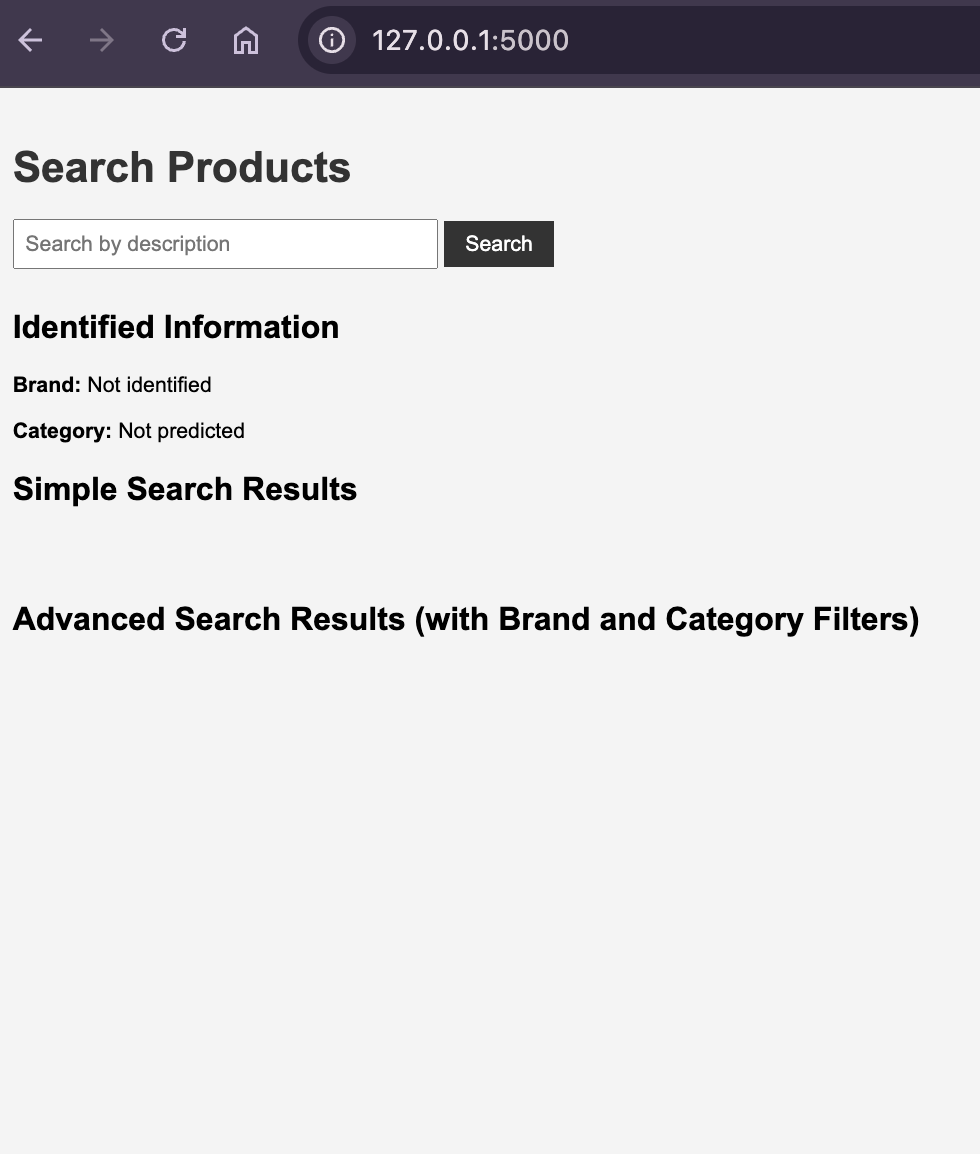 127.0.0.1:5000
Search Products
Search by description Search
Identified Information
Brand: Not identified
Category: Not predicted
Simple Search Results
Advanced Search Results (with Brand and Category Filters)